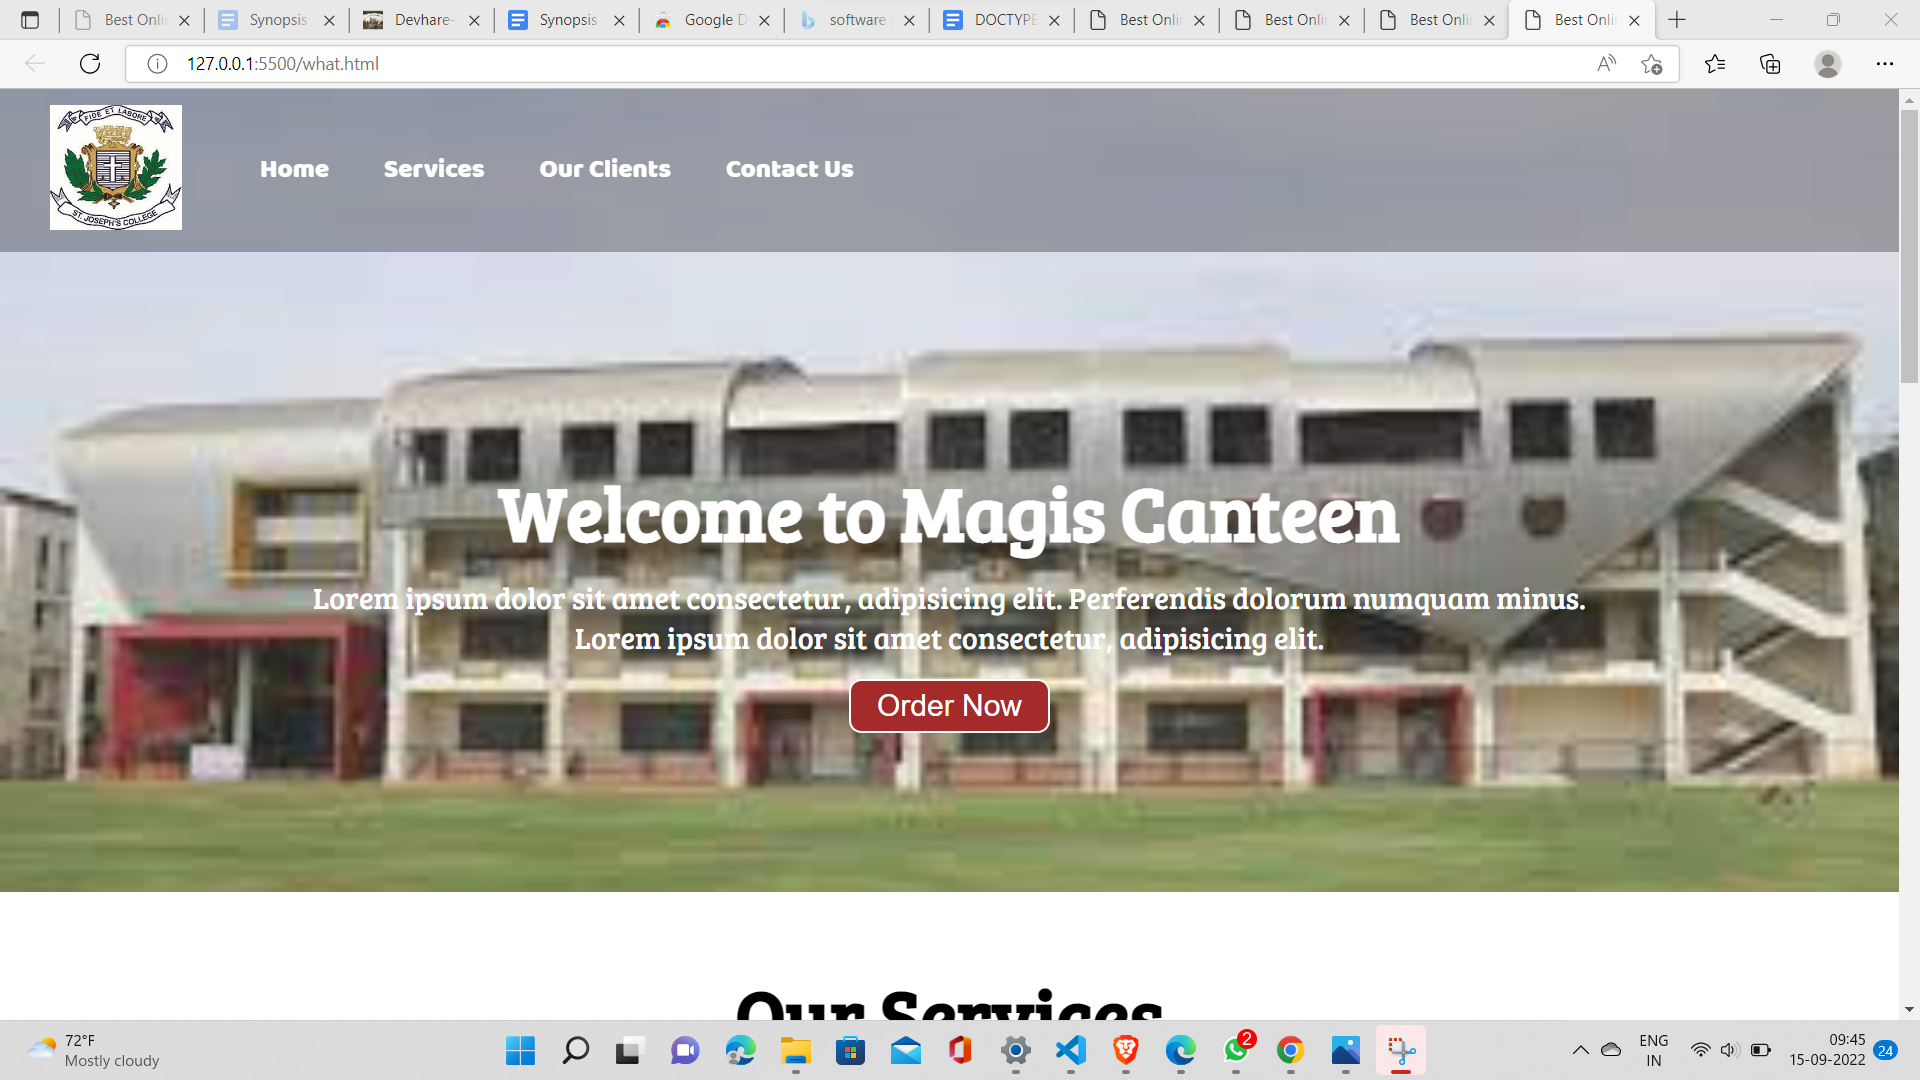 Best Onli
Synopsis
Devhare-
Synopsis
Google D
software
DOCTYPE
Best Onli
Best Onli
Best Onli
Best Onli
127.0.0.1:5500/what.html
FIDE ET LABORE
ST. JOSEPH'S COLLEGE
Home
Services
Our Clients
Contact Us
Welcome to Magis Canteen
Lorem ipsum dolor sit amet consectetur, adipisicing elit. Perferendis dolorum numquam minus.
Lorem ipsum dolor sit amet consectetur, adipisicing elit.
Order Now
Our Services
72°F
Mostly cloudy
2
ENG
IN
09:45
15-09-2022
24